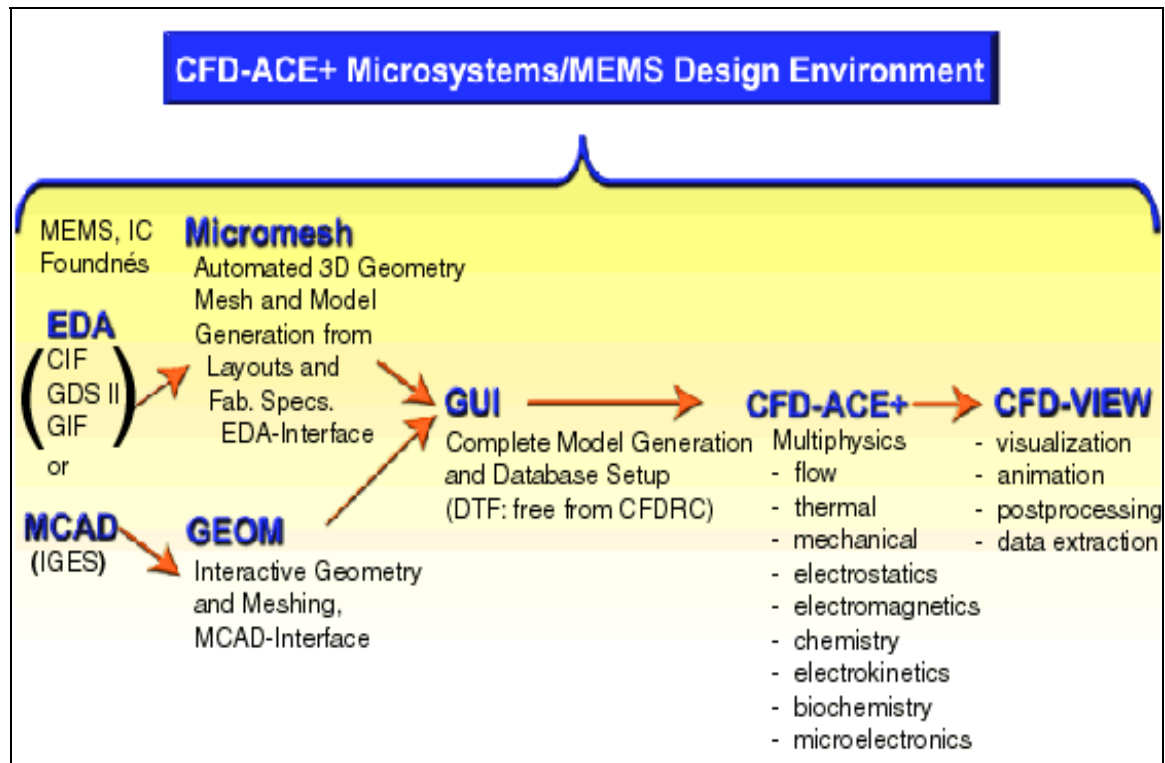 CFD-ACE+ Microsystems/MEMS Design Environment
MEMS, IC
Foundnés
EDA
CIF
GDS II
GIF
or
MCAD
(IGES)
Micromesh
Automated 3D Geometry
Mesh and Model
Generation from
Layouts and
Fab. Specs.
EDA-Interface
GEOM
Interactive Geometry
and Meshing,
MCAD-Interface
GUI
Complete Model Generation
and Database Setup
(DTF: free from CFDRC)
CFD-ACE+
Multiphysics
- flow
- thermal
- mechanical
- electrostatics
- electromagnetics
- chemistry
- electrokinetics
- biochemistry
- microelectronics
CFD-VIEW
- visualization
- animation
- postprocessing
- data extraction